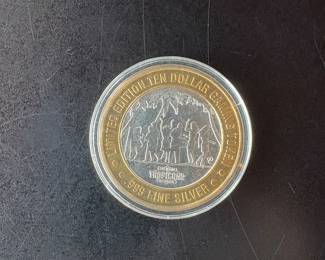 LIMITED EDITION TEN DOLLAR GAMING TOKEN
TROPICANA
.999 FINE SILVER